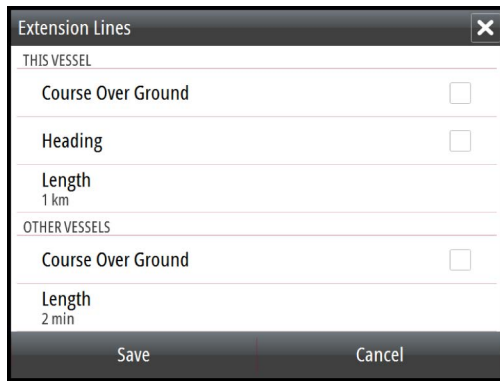 Extension Lines
THIS VESSEL
Course Over Ground
Heading
Length
1 km
OTHER VESSELS
Course Over Ground
Length
2 min
Save Cancel